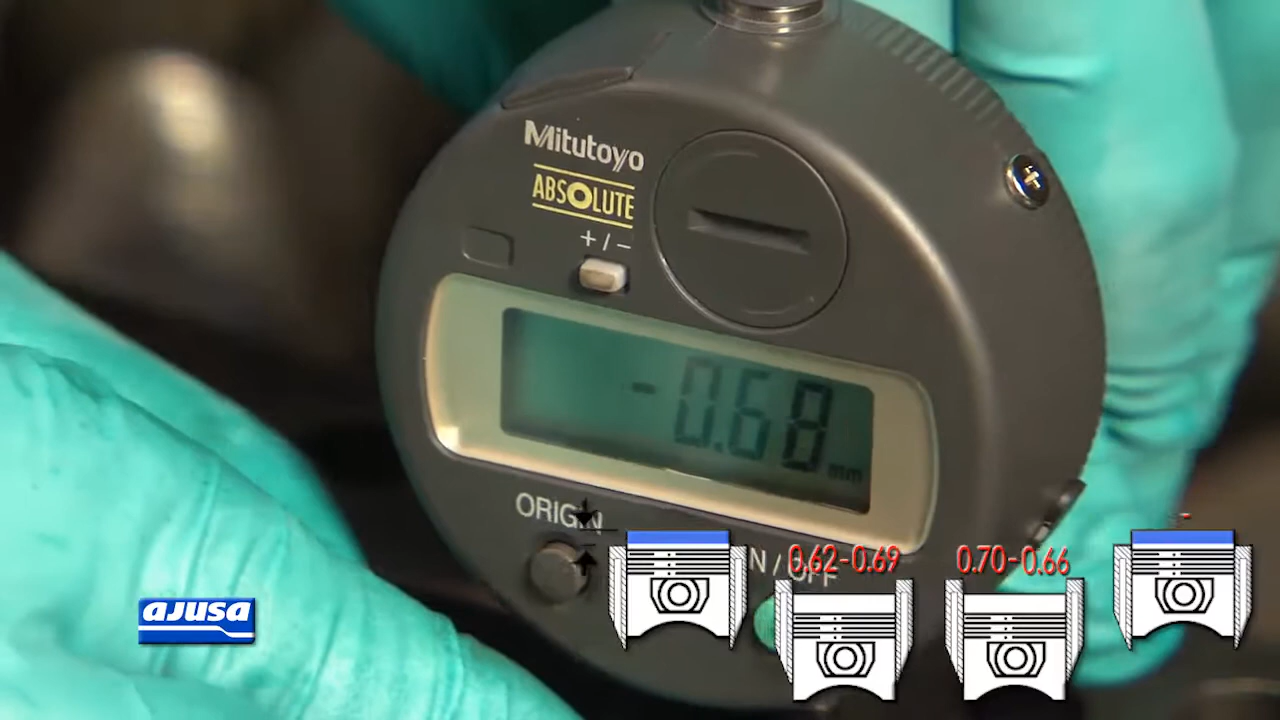 Mitutoyo
ABSOLUTE
+ / -
-0.68
mm
ORIGIN
N / OFF
0.62-0.69
0.70-0.66
-
ajusa